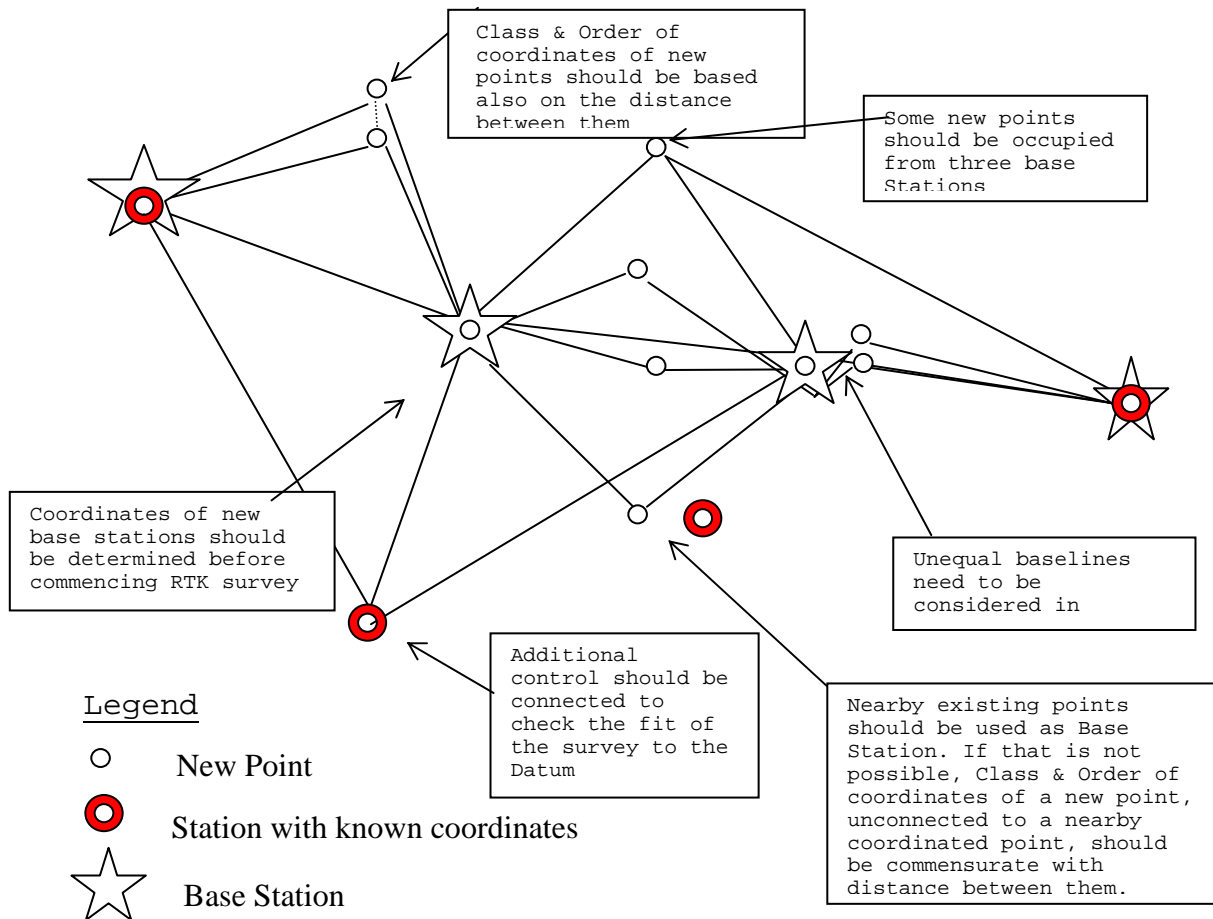 Class & Order of
coordinates of new
points should be based
also on the distance
between them
Some new points
should be occupied
from three base
Stations
Coordinates of new
base stations should
be determined before
commencing RTK survey
Unequal baselines
need to be
considered in
Additional
control should be
connected to
check the fit of
the survey to the
Datum
Nearby existing points
should be used as Base
Station. If that is not
possible, Class & Order of
coordinates of a new point,
unconnected to a nearby
coordinated point, should
be commensurate with
distance between them.
Legend
New Point
Station with known coordinates
Base Station